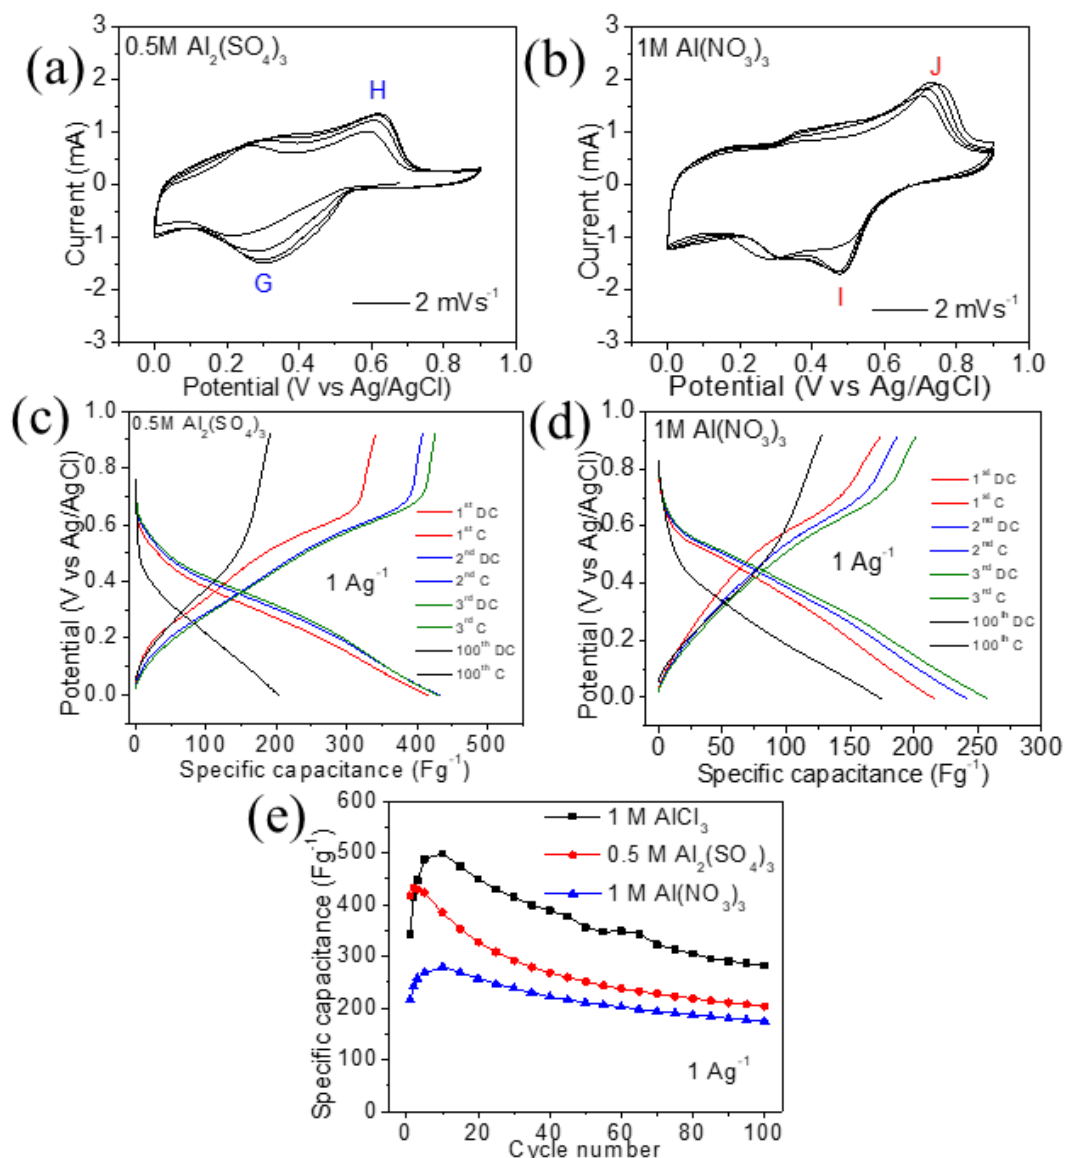 (a)
0.5M Al₂(SO₄)₃
H
G
2 mVs⁻¹
Current (mA)
3
2
1
0
-1
-2
-3
0.0 0.2 0.4 0.6 0.8 1.0
Potential (V vs Ag/AgCl)
(b)
1M Al(NO₃)₃
J
I
2 mVs⁻¹
Current (mA)
3
2
1
0
-1
-2
-3
0.0 0.2 0.4 0.6 0.8 1.0
Potential (V vs Ag/AgCl)
(c)
0.5M Al₂(SO₄)₃
1ˢᵗ DC
1ˢᵗ C
2ⁿᵈ DC
2ⁿᵈ C
3ʳᵈ DC
3ʳᵈ C
100ᵗʰ DC
100ᵗʰ C
1 Ag⁻¹
Potential (V vs Ag/AgCl)
1.0
0.8
0.6
0.4
0.2
0.0
0 100 200 300 400 500
Specific capacitance (Fg⁻¹)
(d)
1M Al(NO₃)₃
1ˢᵗ DC
1ˢᵗ C
2ⁿᵈ DC
2ⁿᵈ C
3ʳᵈ DC
3ʳᵈ C
100ᵗʰ DC
100ᵗʰ C
1 Ag⁻¹
Potential (V vs Ag/AgCl)
1.0
0.8
0.6
0.4
0.2
0.0
0 50 100 150 200 250 300
Specific capacitance (Fg⁻¹)
(e)
1 M AlCl₃
0.5 M Al₂(SO₄)₃
1 M Al(NO₃)₃
1 Ag⁻¹
Specific capacitance (Fg⁻¹)
600
500
400
300
200
100
0
0 20 40 60 80 100
Cycle number